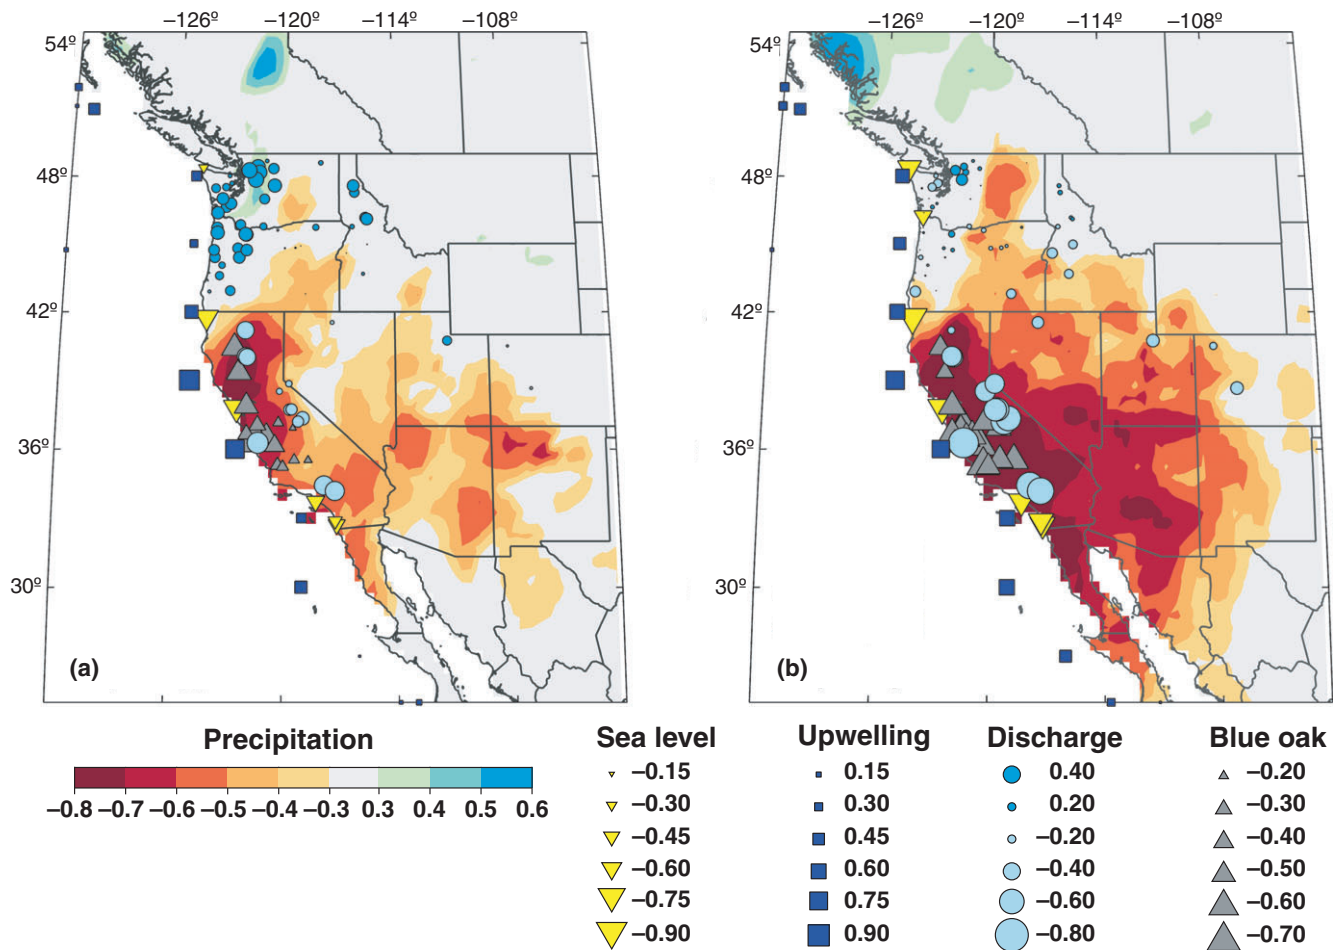 −126º −120º −114º −108º
−126º −120º −114º −108º
54º
54º
48º
48º
42º
42º
36º
36º
30º
30º
(a)
(b)
Precipitation
−0.8 −0.7 −0.6 −0.5 −0.4 −0.3 0.3 0.4 0.5 0.6
Sea level
−0.15
−0.30
−0.45
−0.60
−0.75
−0.90
Upwelling
0.15
0.30
0.45
0.60
0.75
0.90
Discharge
0.40
0.20
−0.20
−0.40
−0.60
−0.80
Blue oak
−0.20
−0.30
−0.40
−0.50
−0.60
−0.70